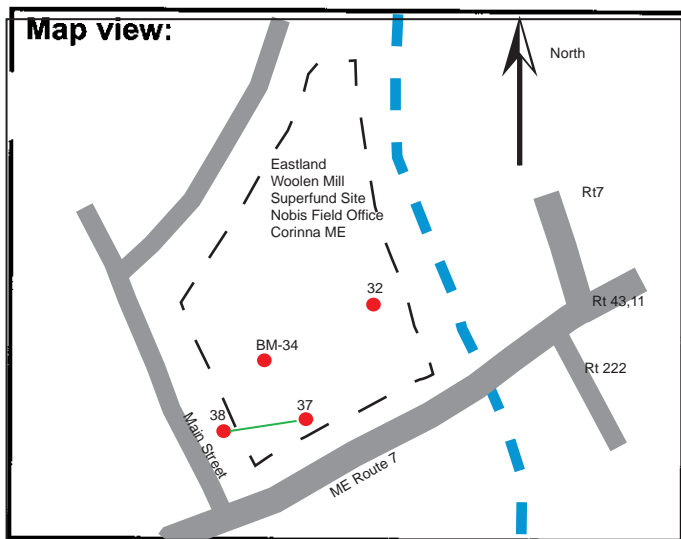 Map view:
North
Eastland
Woolen Mill
Superfund Site
Nobis Field Office
Corinna ME
Rt7
32
Rt 43,11
BM-34
Rt 222
37
38
Main Street
ME Route 7